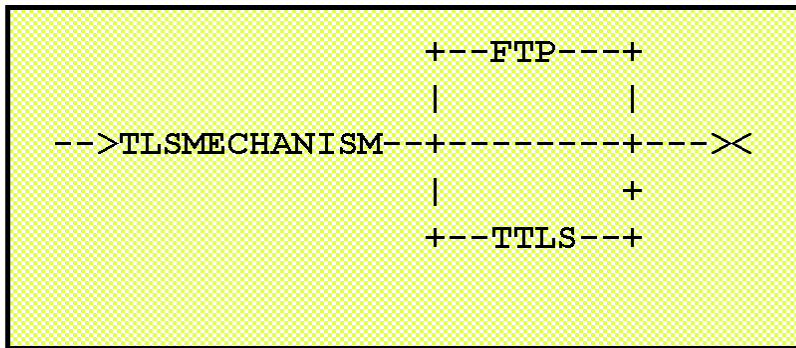 +--FTP---+
|        |
-->TLSMECHANISM--+--------+---><
|        +
+--TTLS--+